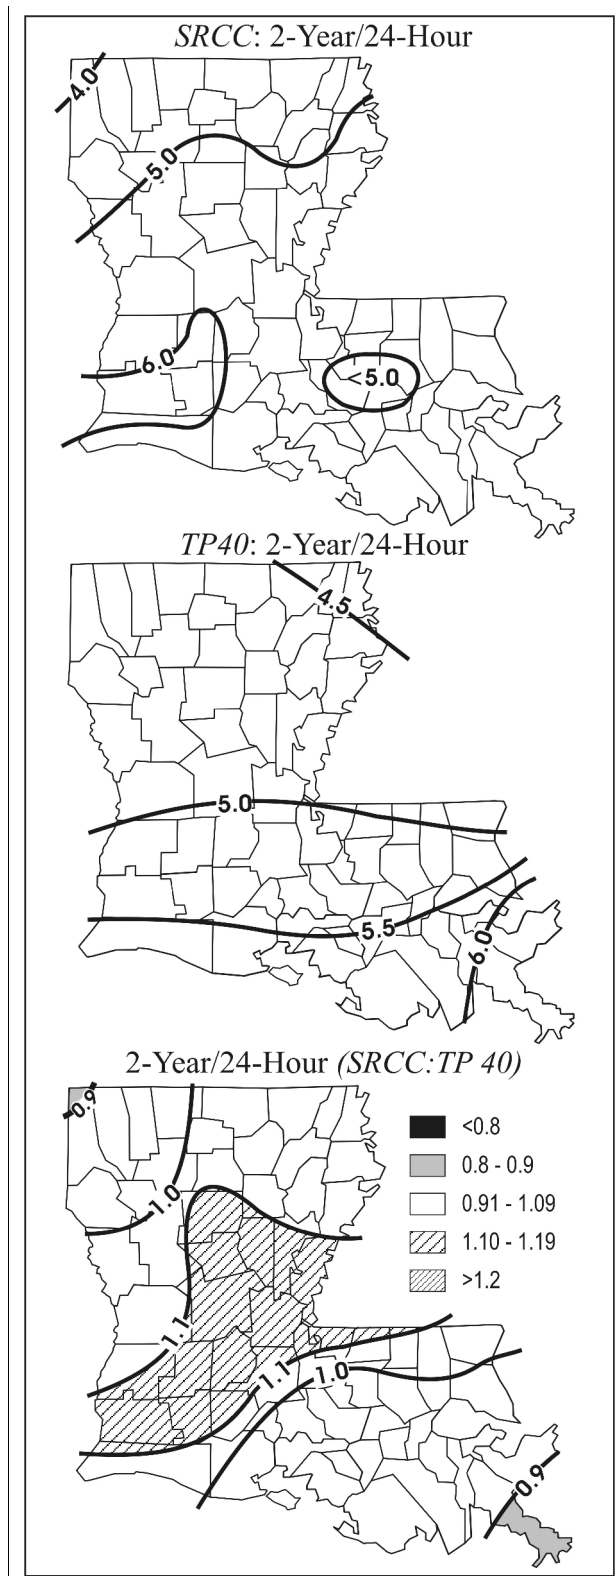 SRCC: 2-Year/24-Hour
4.0
5.0
6.0
<5.0
TP40: 2-Year/24-Hour
4.5
5.0
5.5
6.0
2-Year/24-Hour (SRCC:TP 40)
0.9
<0.8
0.8 - 0.9
1.0
0.91 - 1.09
1.10 - 1.19
>1.2
1.1
1.1
1.0
0.9